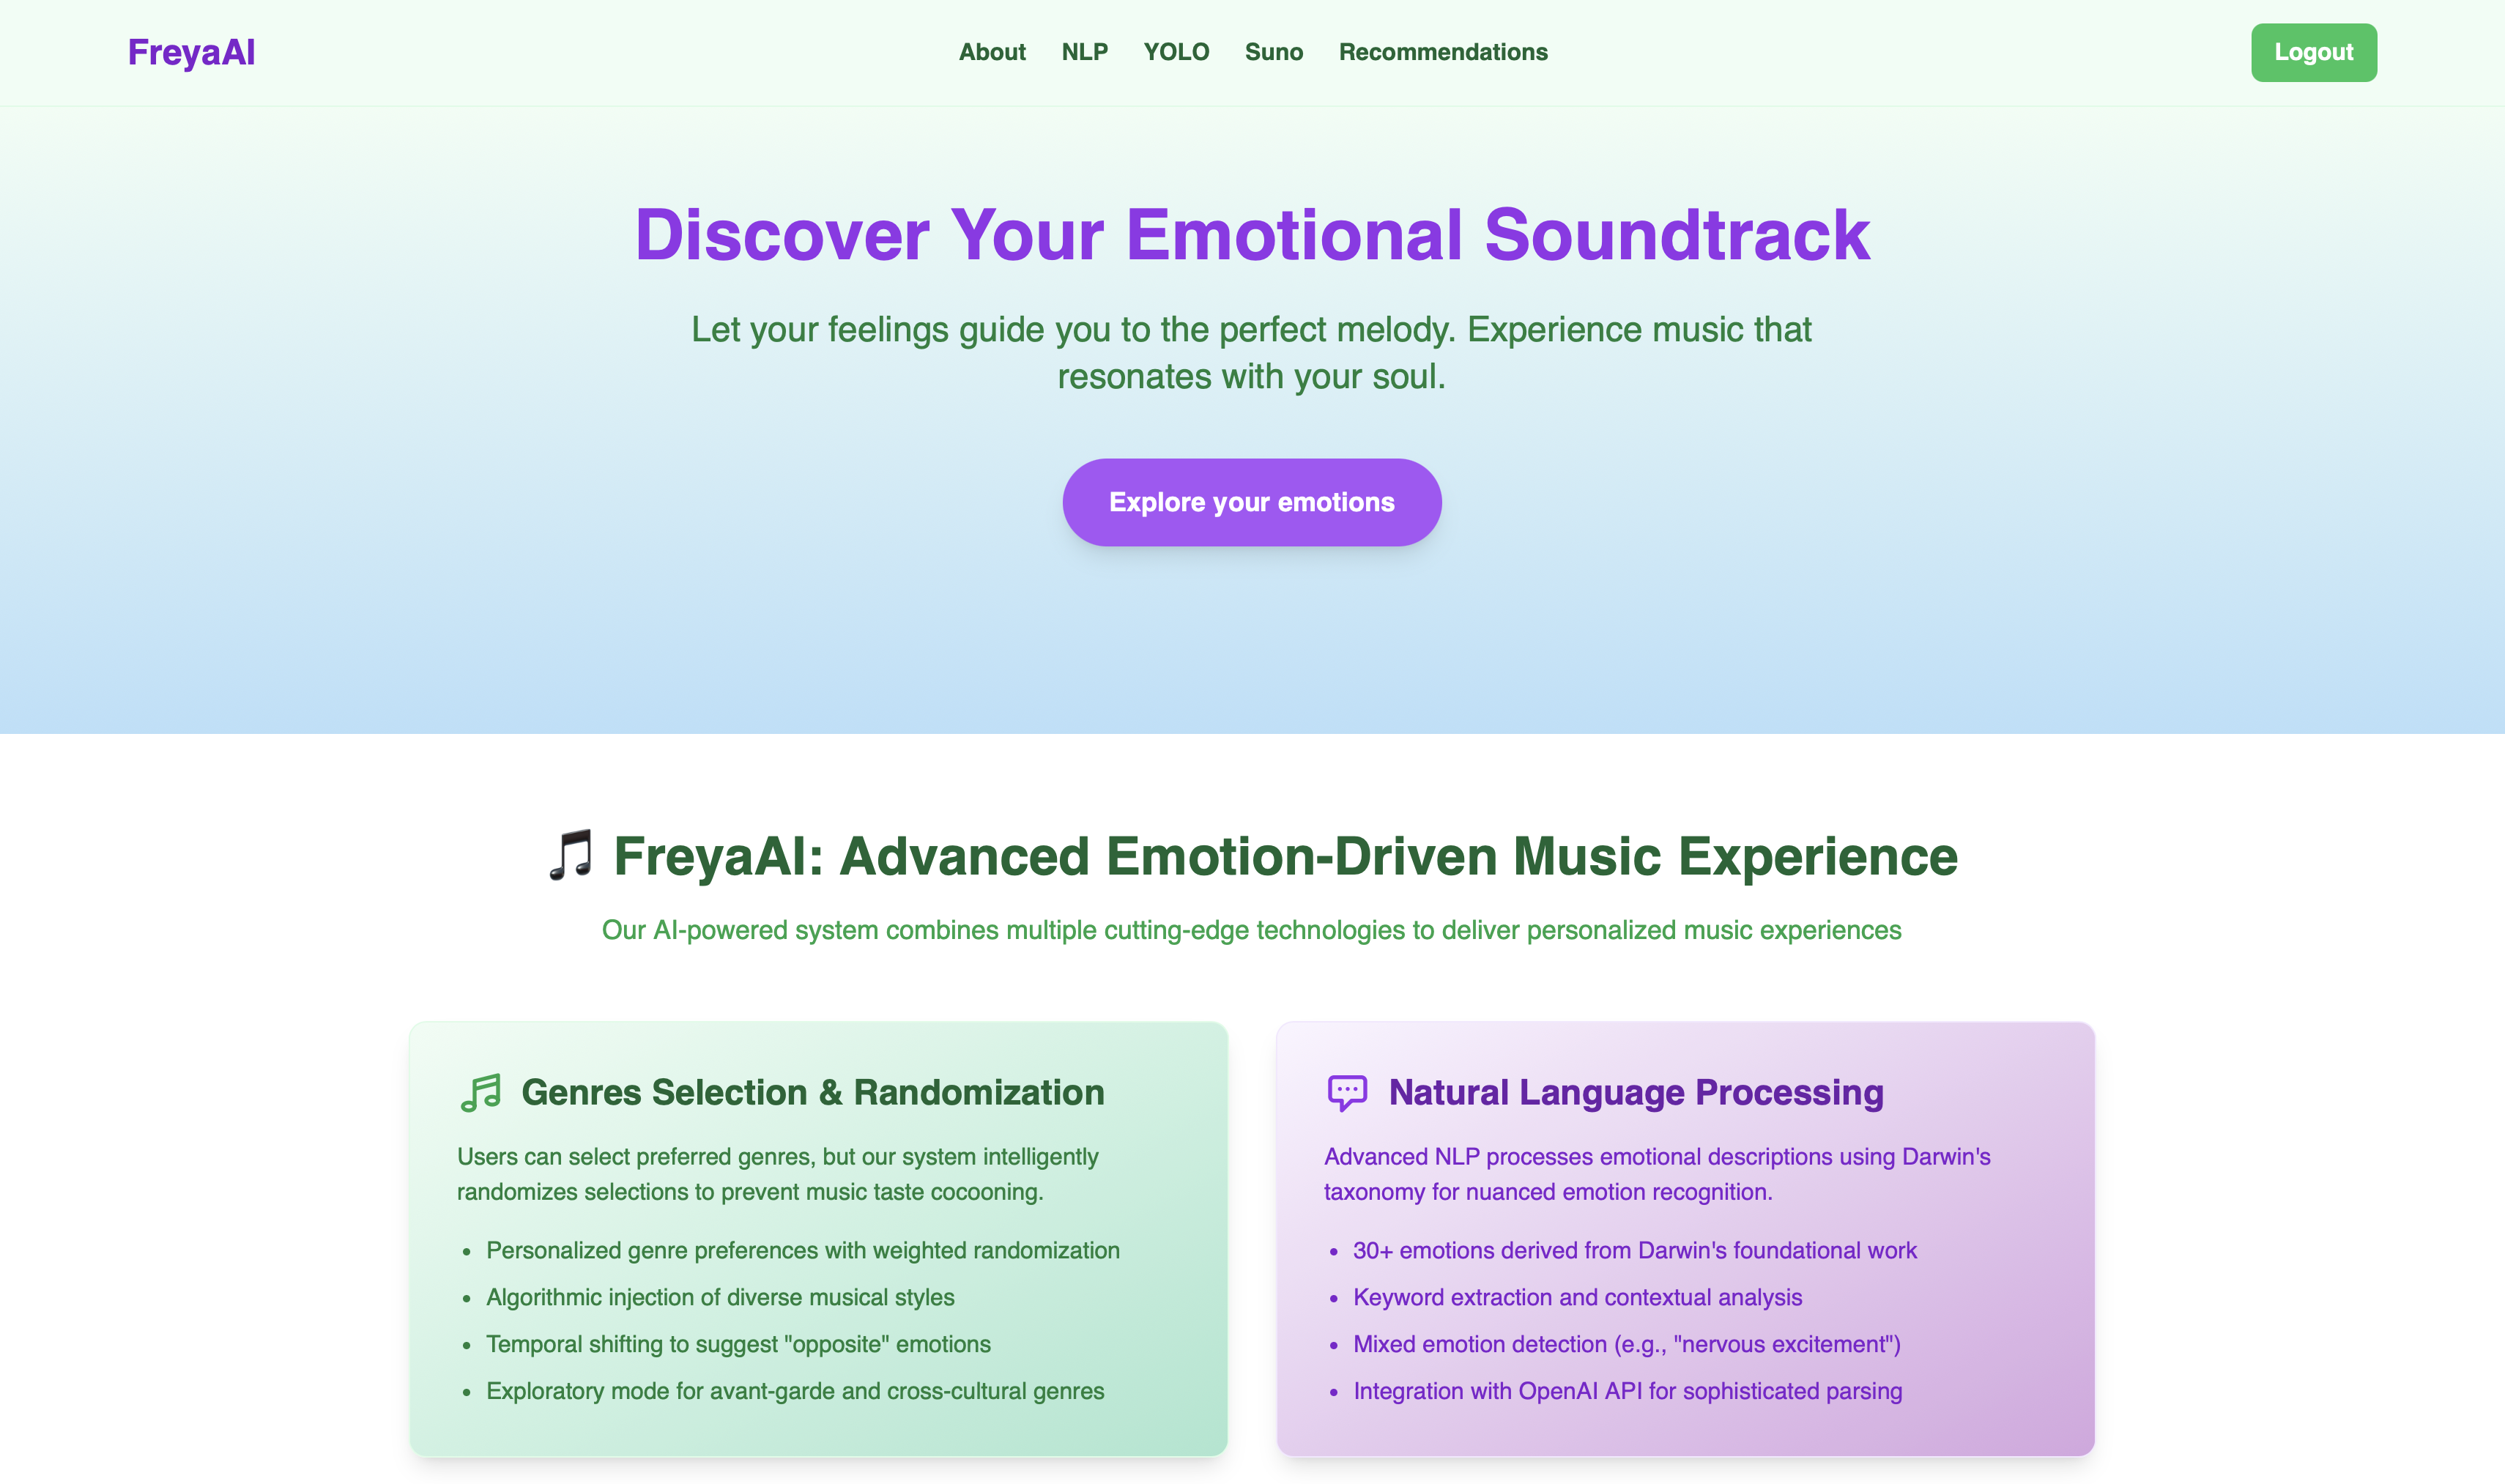 FreyaAI
About
NLP
YOLO
Suno
Recommendations
Logout
Discover Your Emotional Soundtrack
Let your feelings guide you to the perfect melody. Experience music that
resonates with your soul.
Explore your emotions
🎵 FreyaAI: Advanced Emotion-Driven Music Experience
Our AI-powered system combines multiple cutting-edge technologies to deliver personalized music experiences
Genres Selection & Randomization
Users can select preferred genres, but our system intelligently
randomizes selections to prevent music taste cocooning.
• Personalized genre preferences with weighted randomization
• Algorithmic injection of diverse musical styles
• Temporal shifting to suggest "opposite" emotions
• Exploratory mode for avant-garde and cross-cultural genres
Natural Language Processing
Advanced NLP processes emotional descriptions using Darwin's
taxonomy for nuanced emotion recognition.
• 30+ emotions derived from Darwin's foundational work
• Keyword extraction and contextual analysis
• Mixed emotion detection (e.g., "nervous excitement")
• Integration with OpenAI API for sophisticated parsing